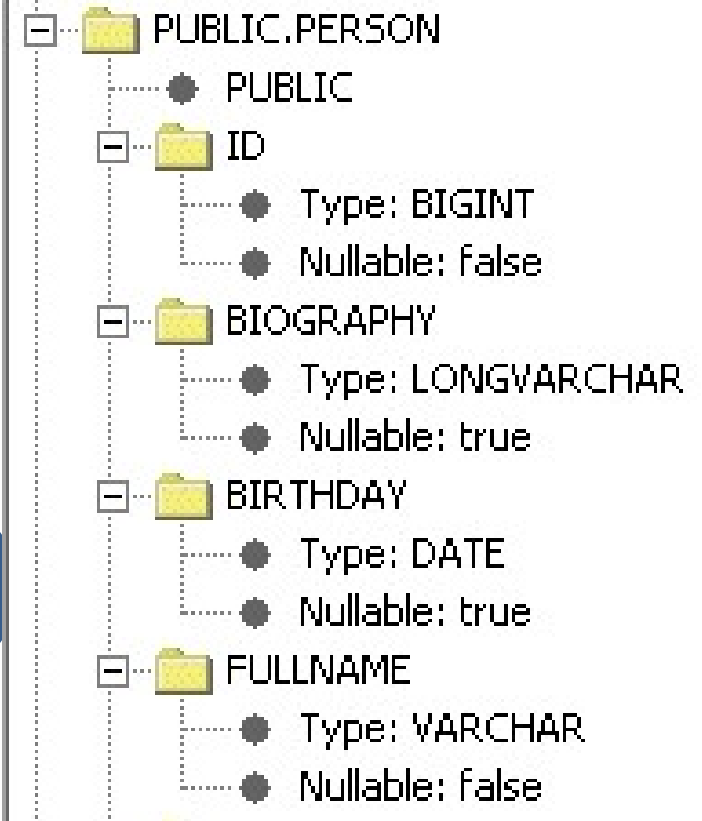 PUBLIC.PERSON
PUBLIC
ID
Type: BIGINT
Nullable: false
BIOGRAPHY
Type: LONGVARCHAR
Nullable: true
BIRTHDAY
Type: DATE
Nullable: true
FULLNAME
Type: VARCHAR
Nullable: false